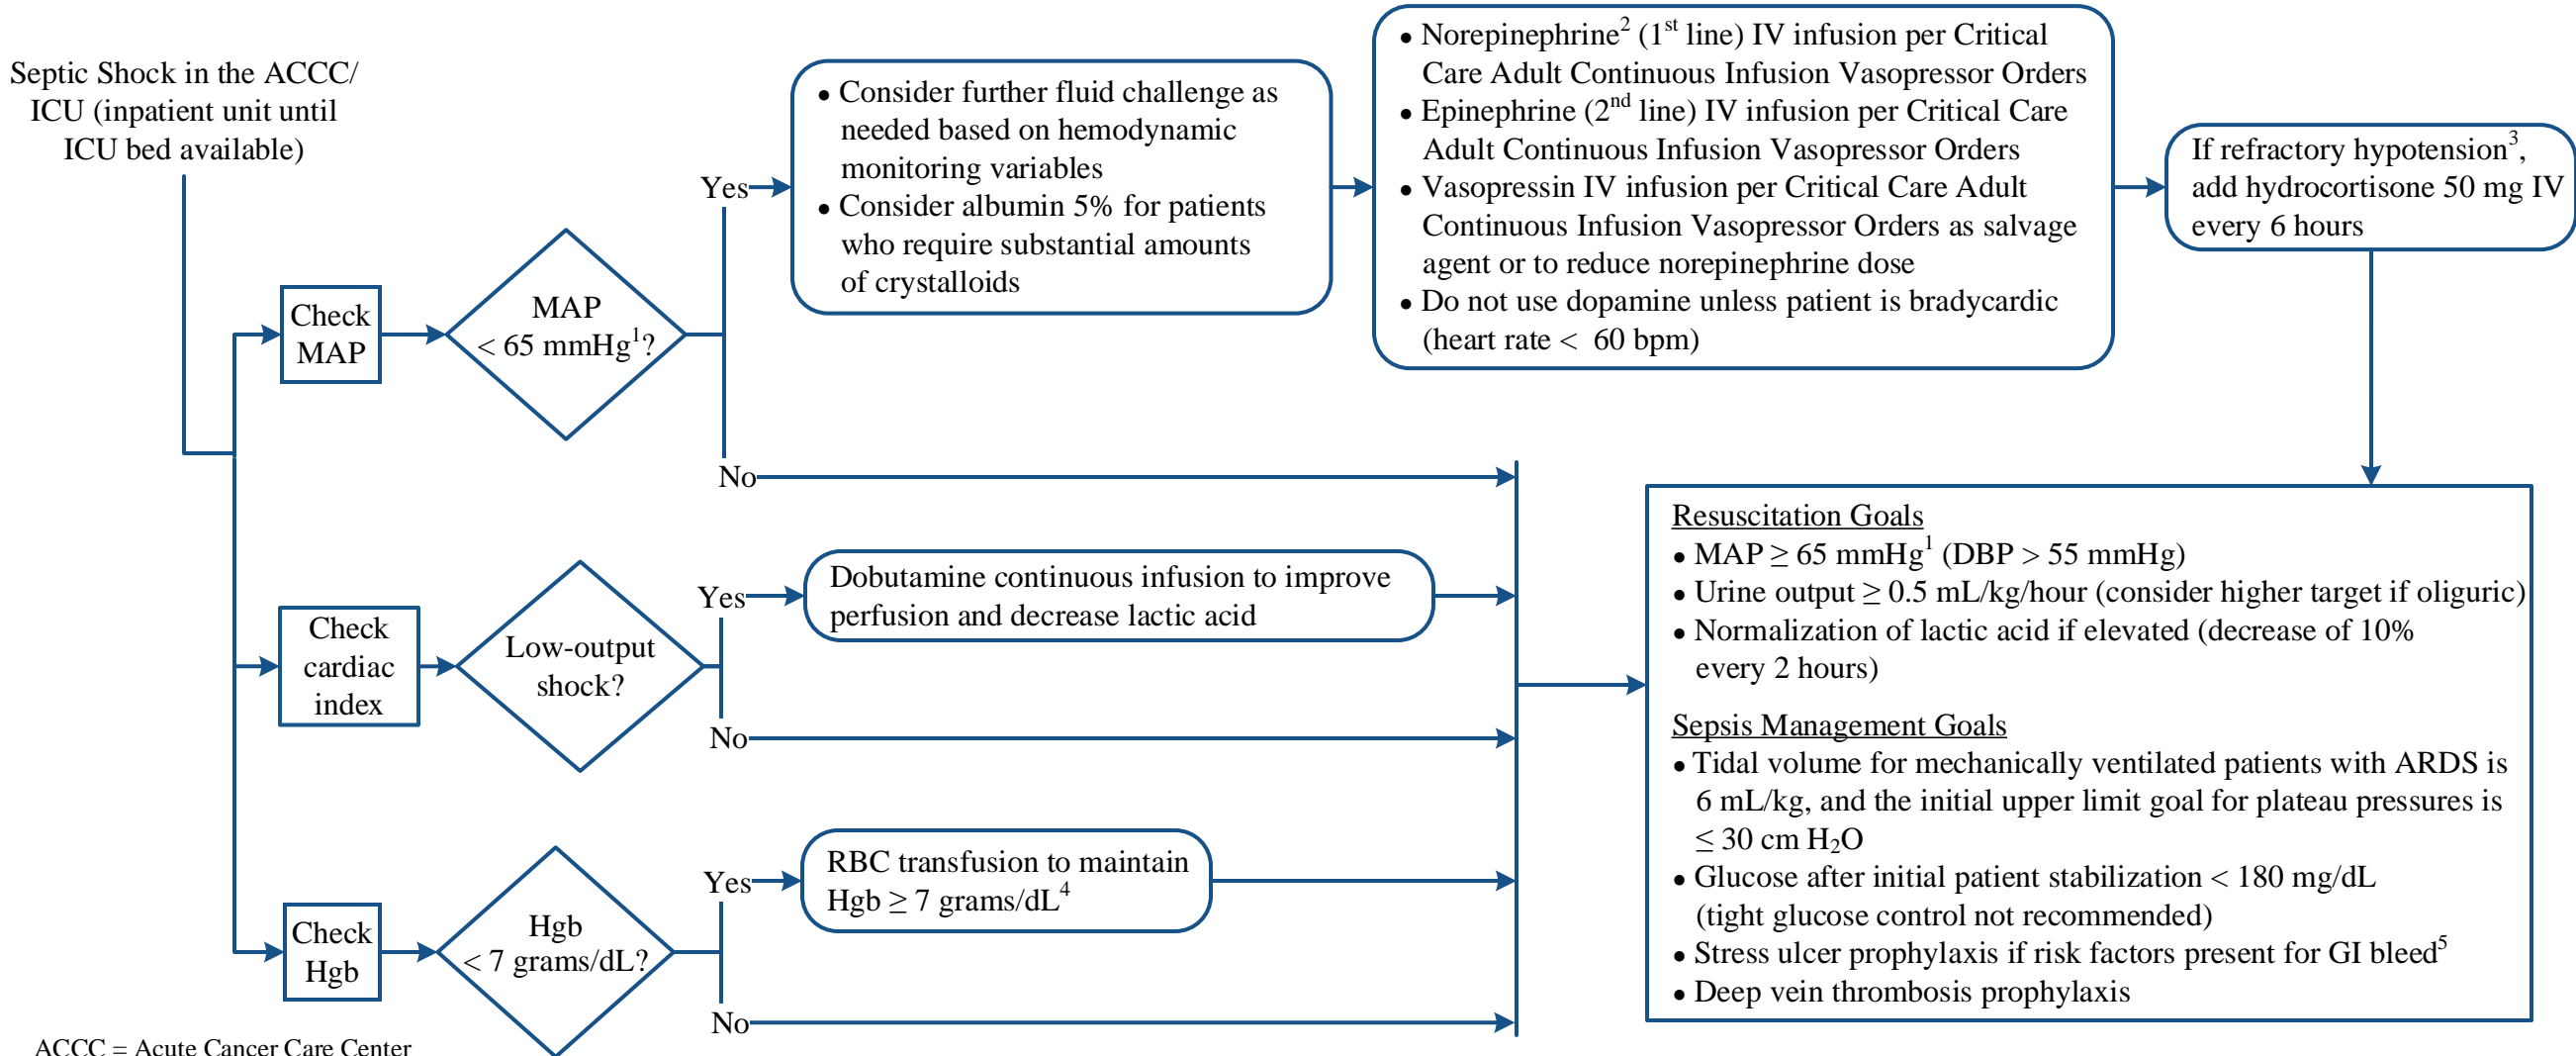 Septic Shock in the ACCC/
ICU (inpatient unit until
ICU bed available)
Check
MAP
MAP
< 65 mmHg¹?
Yes
• Consider further fluid challenge as
needed based on hemodynamic
monitoring variables
• Consider albumin 5% for patients
who require substantial amounts
of crystalloids
• Norepinephrine² (1st line) IV infusion per Critical
Care Adult Continuous Infusion Vasopressor Orders
• Epinephrine (2nd line) IV infusion per Critical Care
Adult Continuous Infusion Vasopressor Orders
• Vasopressin IV infusion per Critical Care Adult
Continuous Infusion Vasopressor Orders as salvage
agent or to reduce norepinephrine dose
• Do not use dopamine unless patient is bradycardic
(heart rate < 60 bpm)
If refractory hypotension³,
add hydrocortisone 50 mg IV
every 6 hours
No
Check
cardiac
index
Low-output
shock?
Yes
Dobutamine continuous infusion to improve
perfusion and decrease lactic acid
No
Check
Hgb
Hgb
< 7 grams/dL?
Yes
RBC transfusion to maintain
Hgb ≥ 7 grams/dL⁴
No
Resuscitation Goals
• MAP ≥ 65 mmHg¹ (DBP > 55 mmHg)
• Urine output ≥ 0.5 mL/kg/hour (consider higher target if oliguric)
• Normalization of lactic acid if elevated (decrease of 10%
every 2 hours)
Sepsis Management Goals
• Tidal volume for mechanically ventilated patients with ARDS is
6 mL/kg, and the initial upper limit goal for plateau pressures is
≤ 30 cm H₂O
• Glucose after initial patient stabilization < 180 mg/dL
(tight glucose control not recommended)
• Stress ulcer prophylaxis if risk factors present for GI bleed⁵
• Deep vein thrombosis prophylaxis
ACCC = Acute Cancer Care Center